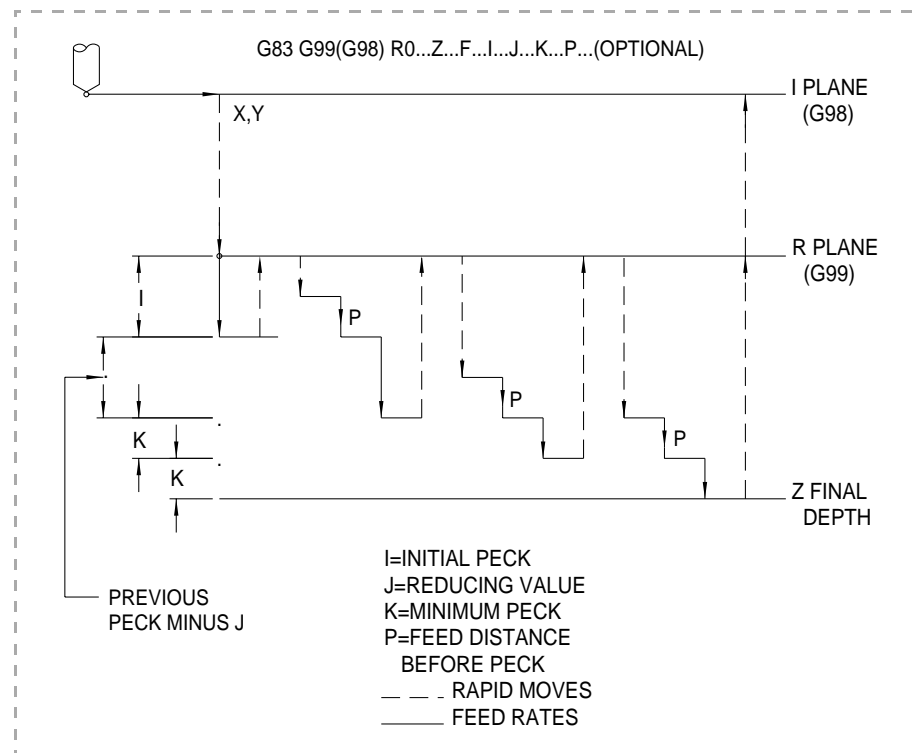 G83 G99(G98) R0...Z...F...I...J...K...P...(OPTIONAL)
I PLANE
(G98)
X,Y
R PLANE
(G99)
I
P
P
P
K
K
Z FINAL
DEPTH
PREVIOUS
PECK MINUS J
I=INITIAL PECK
J=REDUCING VALUE
K=MINIMUM PECK
P=FEED DISTANCE
BEFORE PECK
RAPID MOVES
FEED RATES